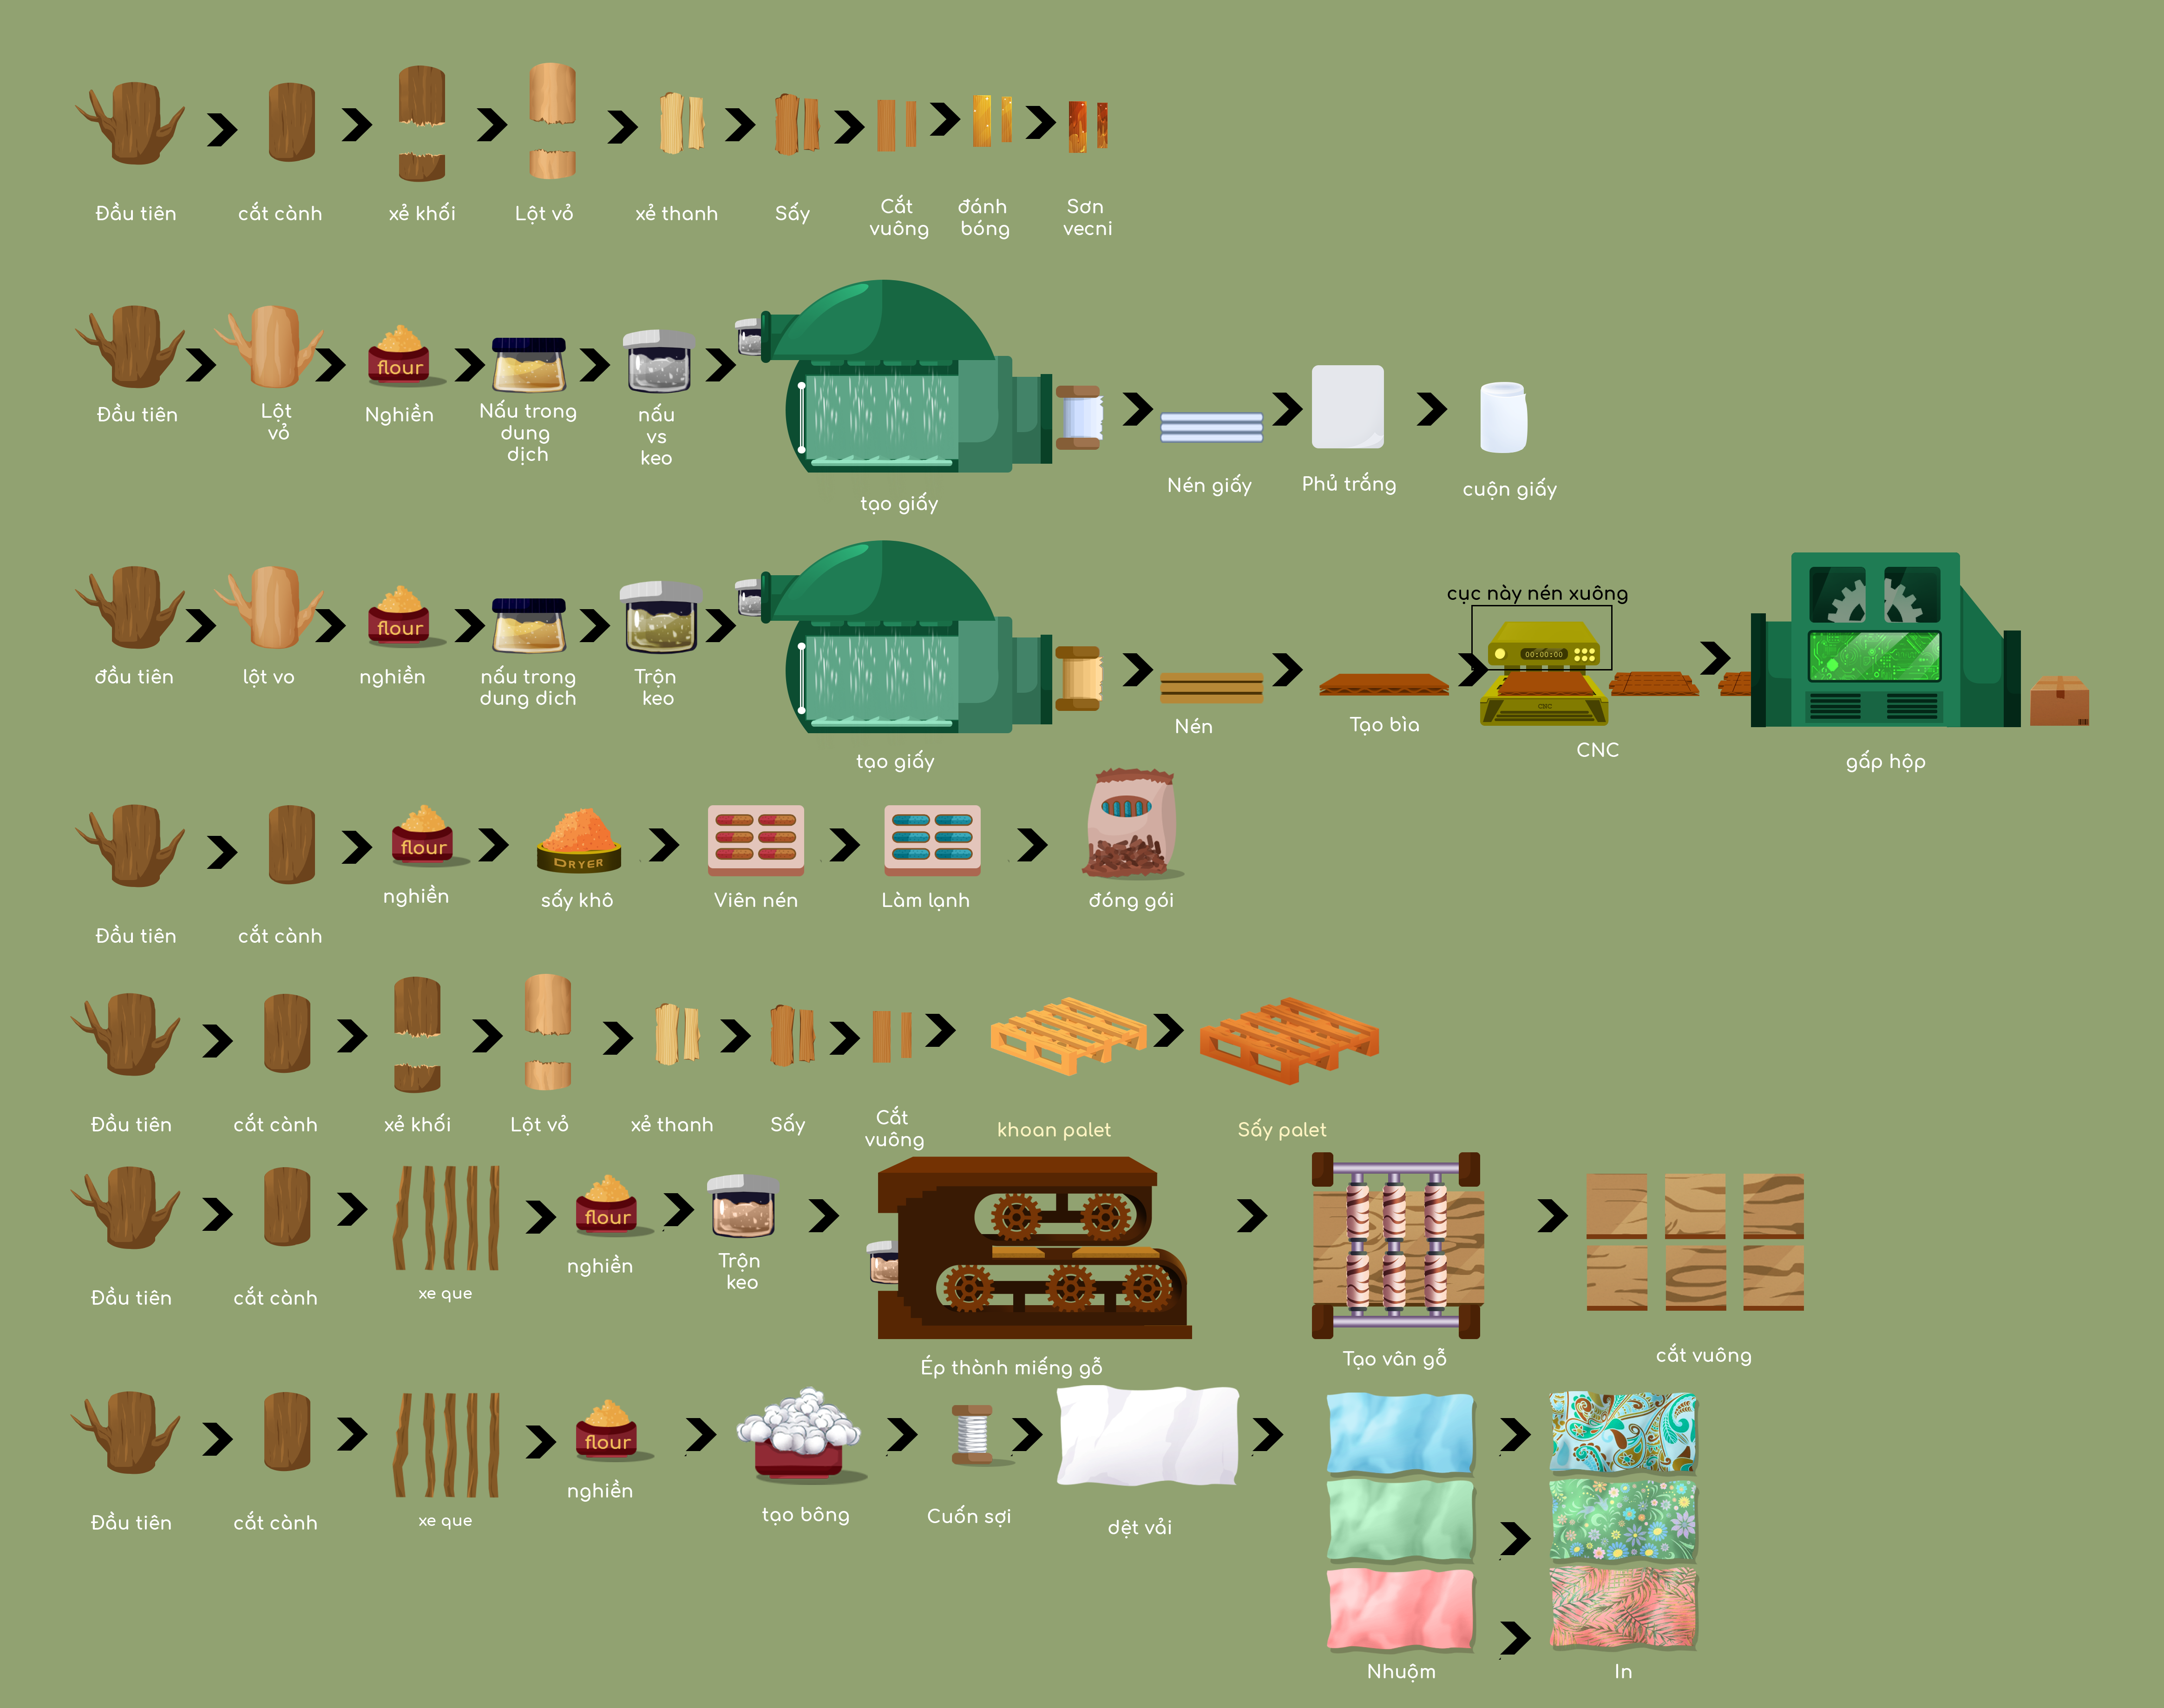 Đầu tiên
cắt cành
xẻ khối
Lột vỏ
xẻ thanh
Sấy
Cắt
vuông
đánh
bóng
Sơn
vecni
flour
Đầu tiên
Lột
vỏ
Nghiền
Nấu trong
dung
dịch
nấu
vs
keo
tạo giấy
Nén giấy
Phủ trắng
cuộn giấy
flour
đầu tiên
lột vo
nghiền
nấu trong
dung dich
Trộn
keo
tạo giấy
Nén
Tạo bìa
cục này nén xuông
00:00:00
CNC
CNC
gấp hộp
flour
DRYER
Đầu tiên
cắt cành
nghiền
sấy khô
Viên nén
Làm lạnh
đóng gói
Đầu tiên
cắt cành
xẻ khối
Lột vỏ
xẻ thanh
Sấy
Cắt
vuông
khoan palet
Sấy palet
flour
Đầu tiên
cắt cành
xe que
nghiền
Trộn
keo
Ép thành miếng gỗ
Tạo vân gỗ
cắt vuông
flour
Đầu tiên
cắt cành
xe que
nghiền
tạo bông
Cuốn sợi
dệt vải
Nhuộm
In